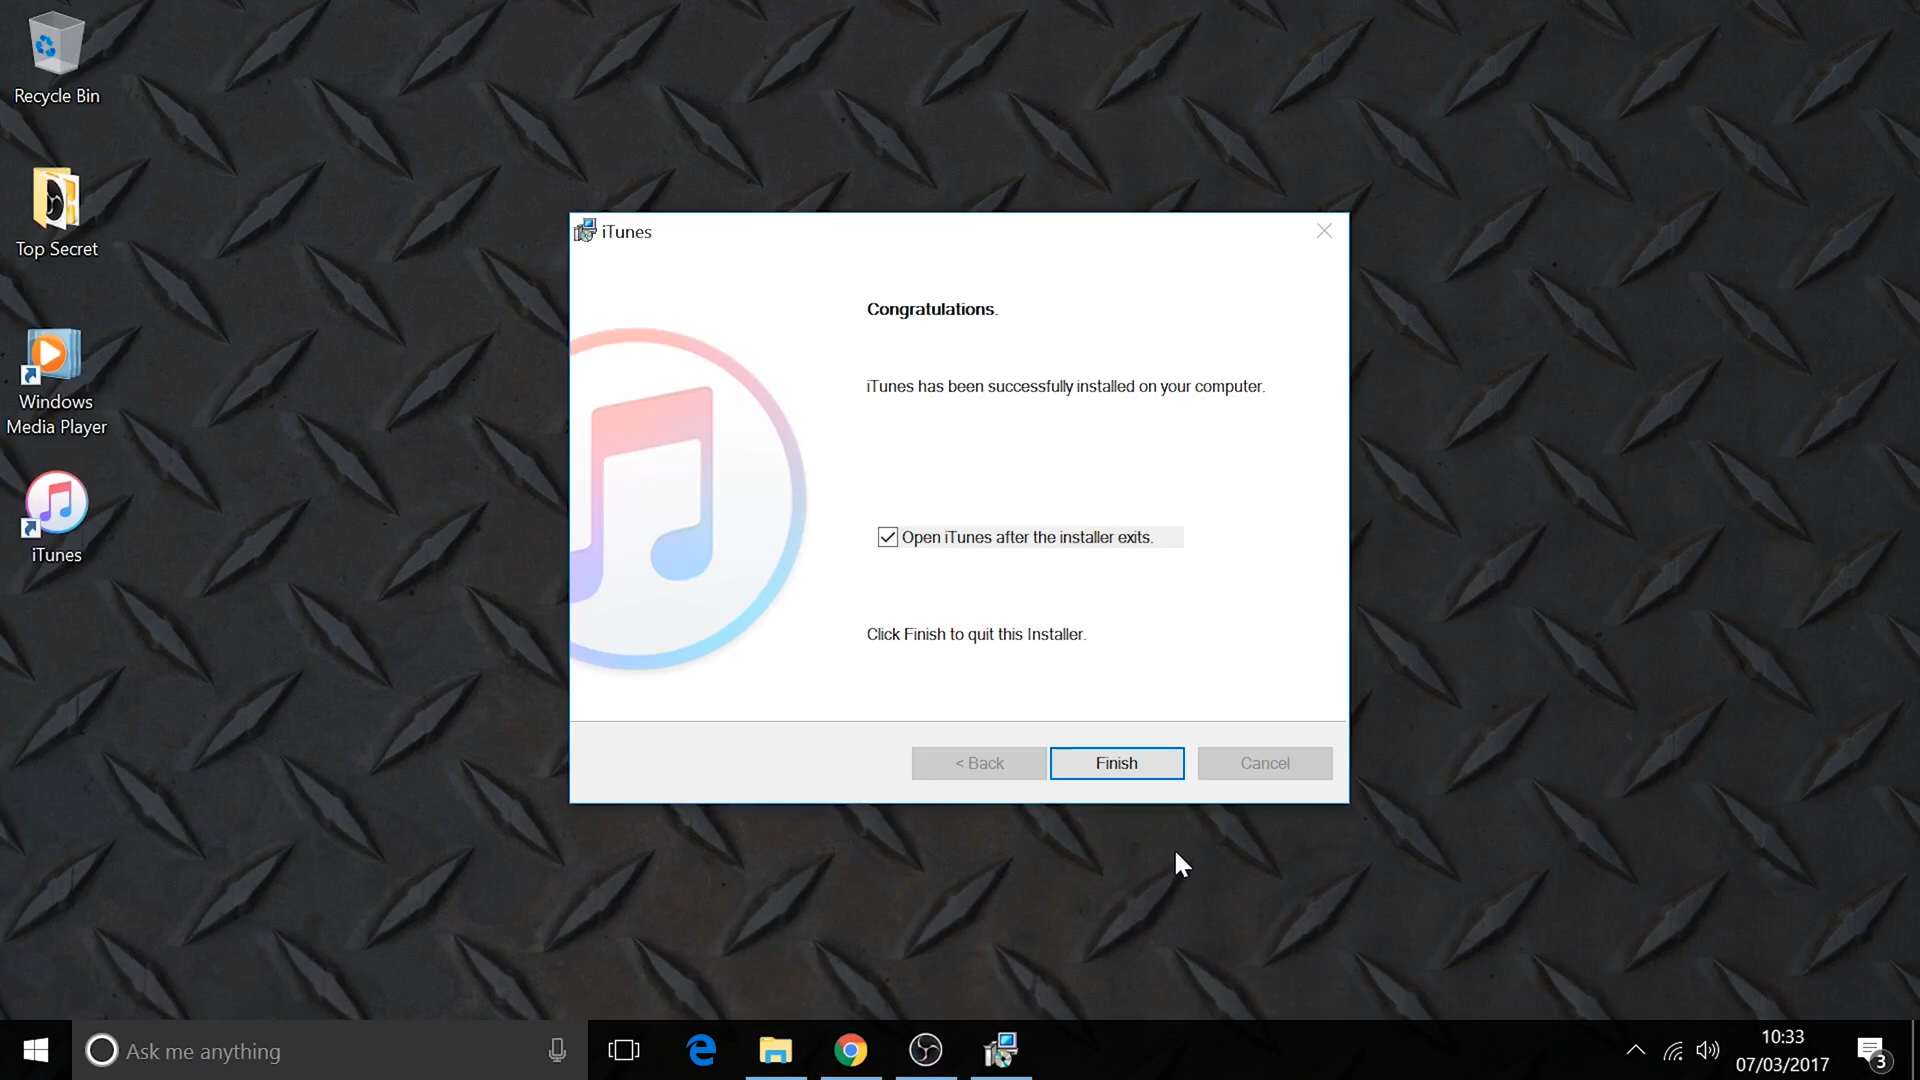 Recycle Bin
Top Secret
Windows
Media Player
iTunes
iTunes
Congratulations.
iTunes has been successfully installed on your computer.
Open iTunes after the installer exits.
Click Finish to quit this Installer.
< Back
Finish
Cancel
Ask me anything
10:33
07/03/2017
3